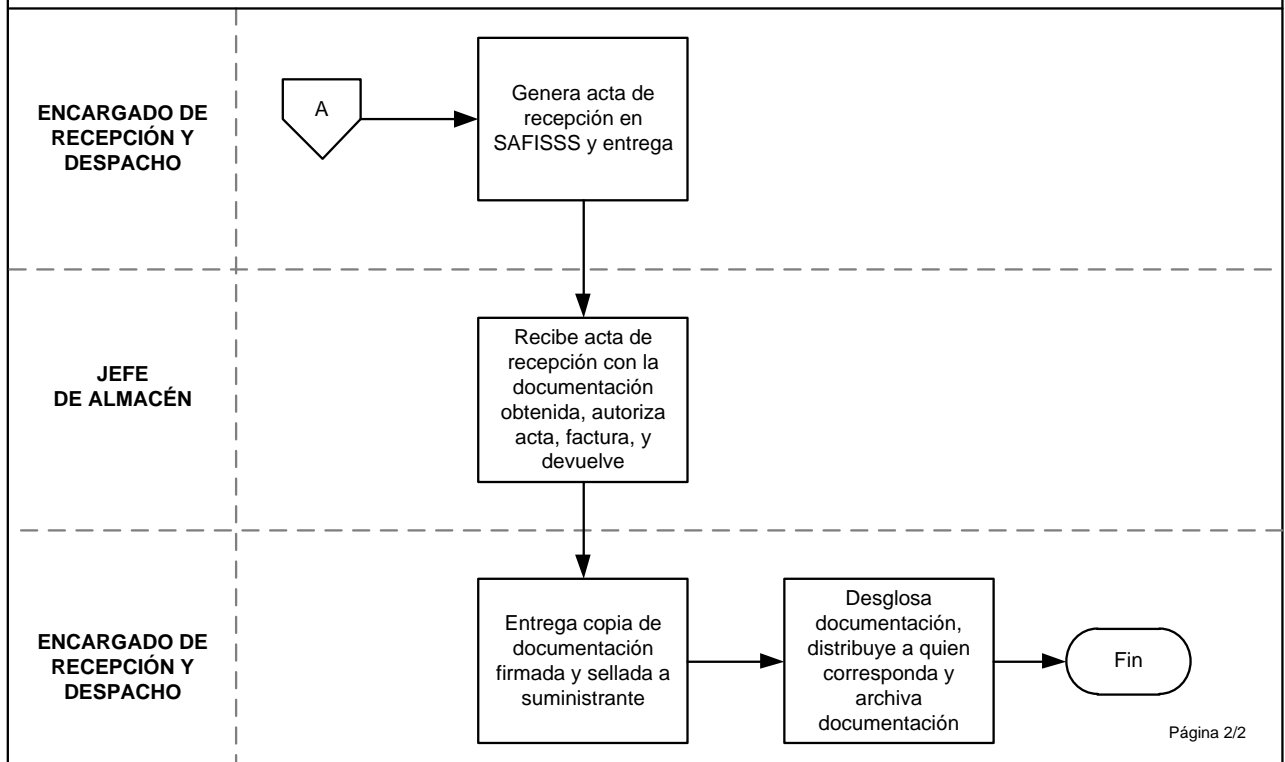 ENCARGADO DE
RECEPCIÓN Y
DESPACHO
A
Genera acta de
recepción en
SAFISSS y entrega
JEFE
DE ALMACÉN
Recibe acta de
recepción con la
documentación
obtenida, autoriza
acta, factura, y
devuelve
ENCARGADO DE
RECEPCIÓN Y
DESPACHO
Entrega copia de
documentación
firmada y sellada a
suministrante
Desglosa
documentación,
distribuye a quien
corresponda y
archiva
documentación
Fin
Página 2/2